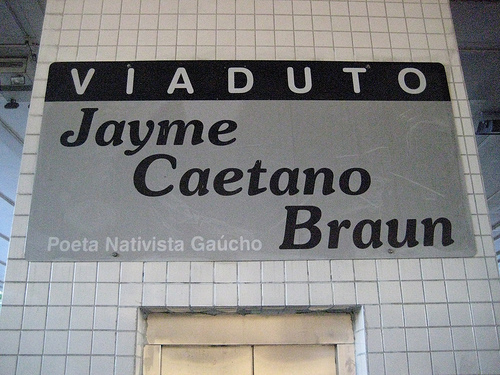 VIADUTO
Jayme
Caetano
Braun
Poeta Nativista Gaúcho